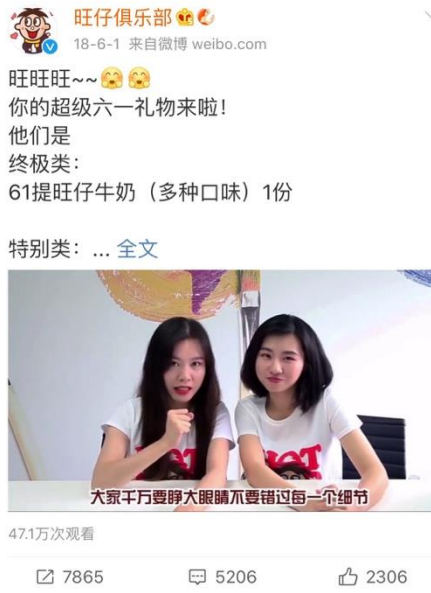 旺仔俱乐部
18-6-1 来自微博 weibo.com
旺旺旺~~
你的超级六一礼物来啦！
他们是
终极类：
61提旺仔牛奶（多种口味）1份
特别类：... 全文
HOT HOT
大家千万要睁大眼睛不要错过每一个细节
47.1万次观看
7865 5206 2306